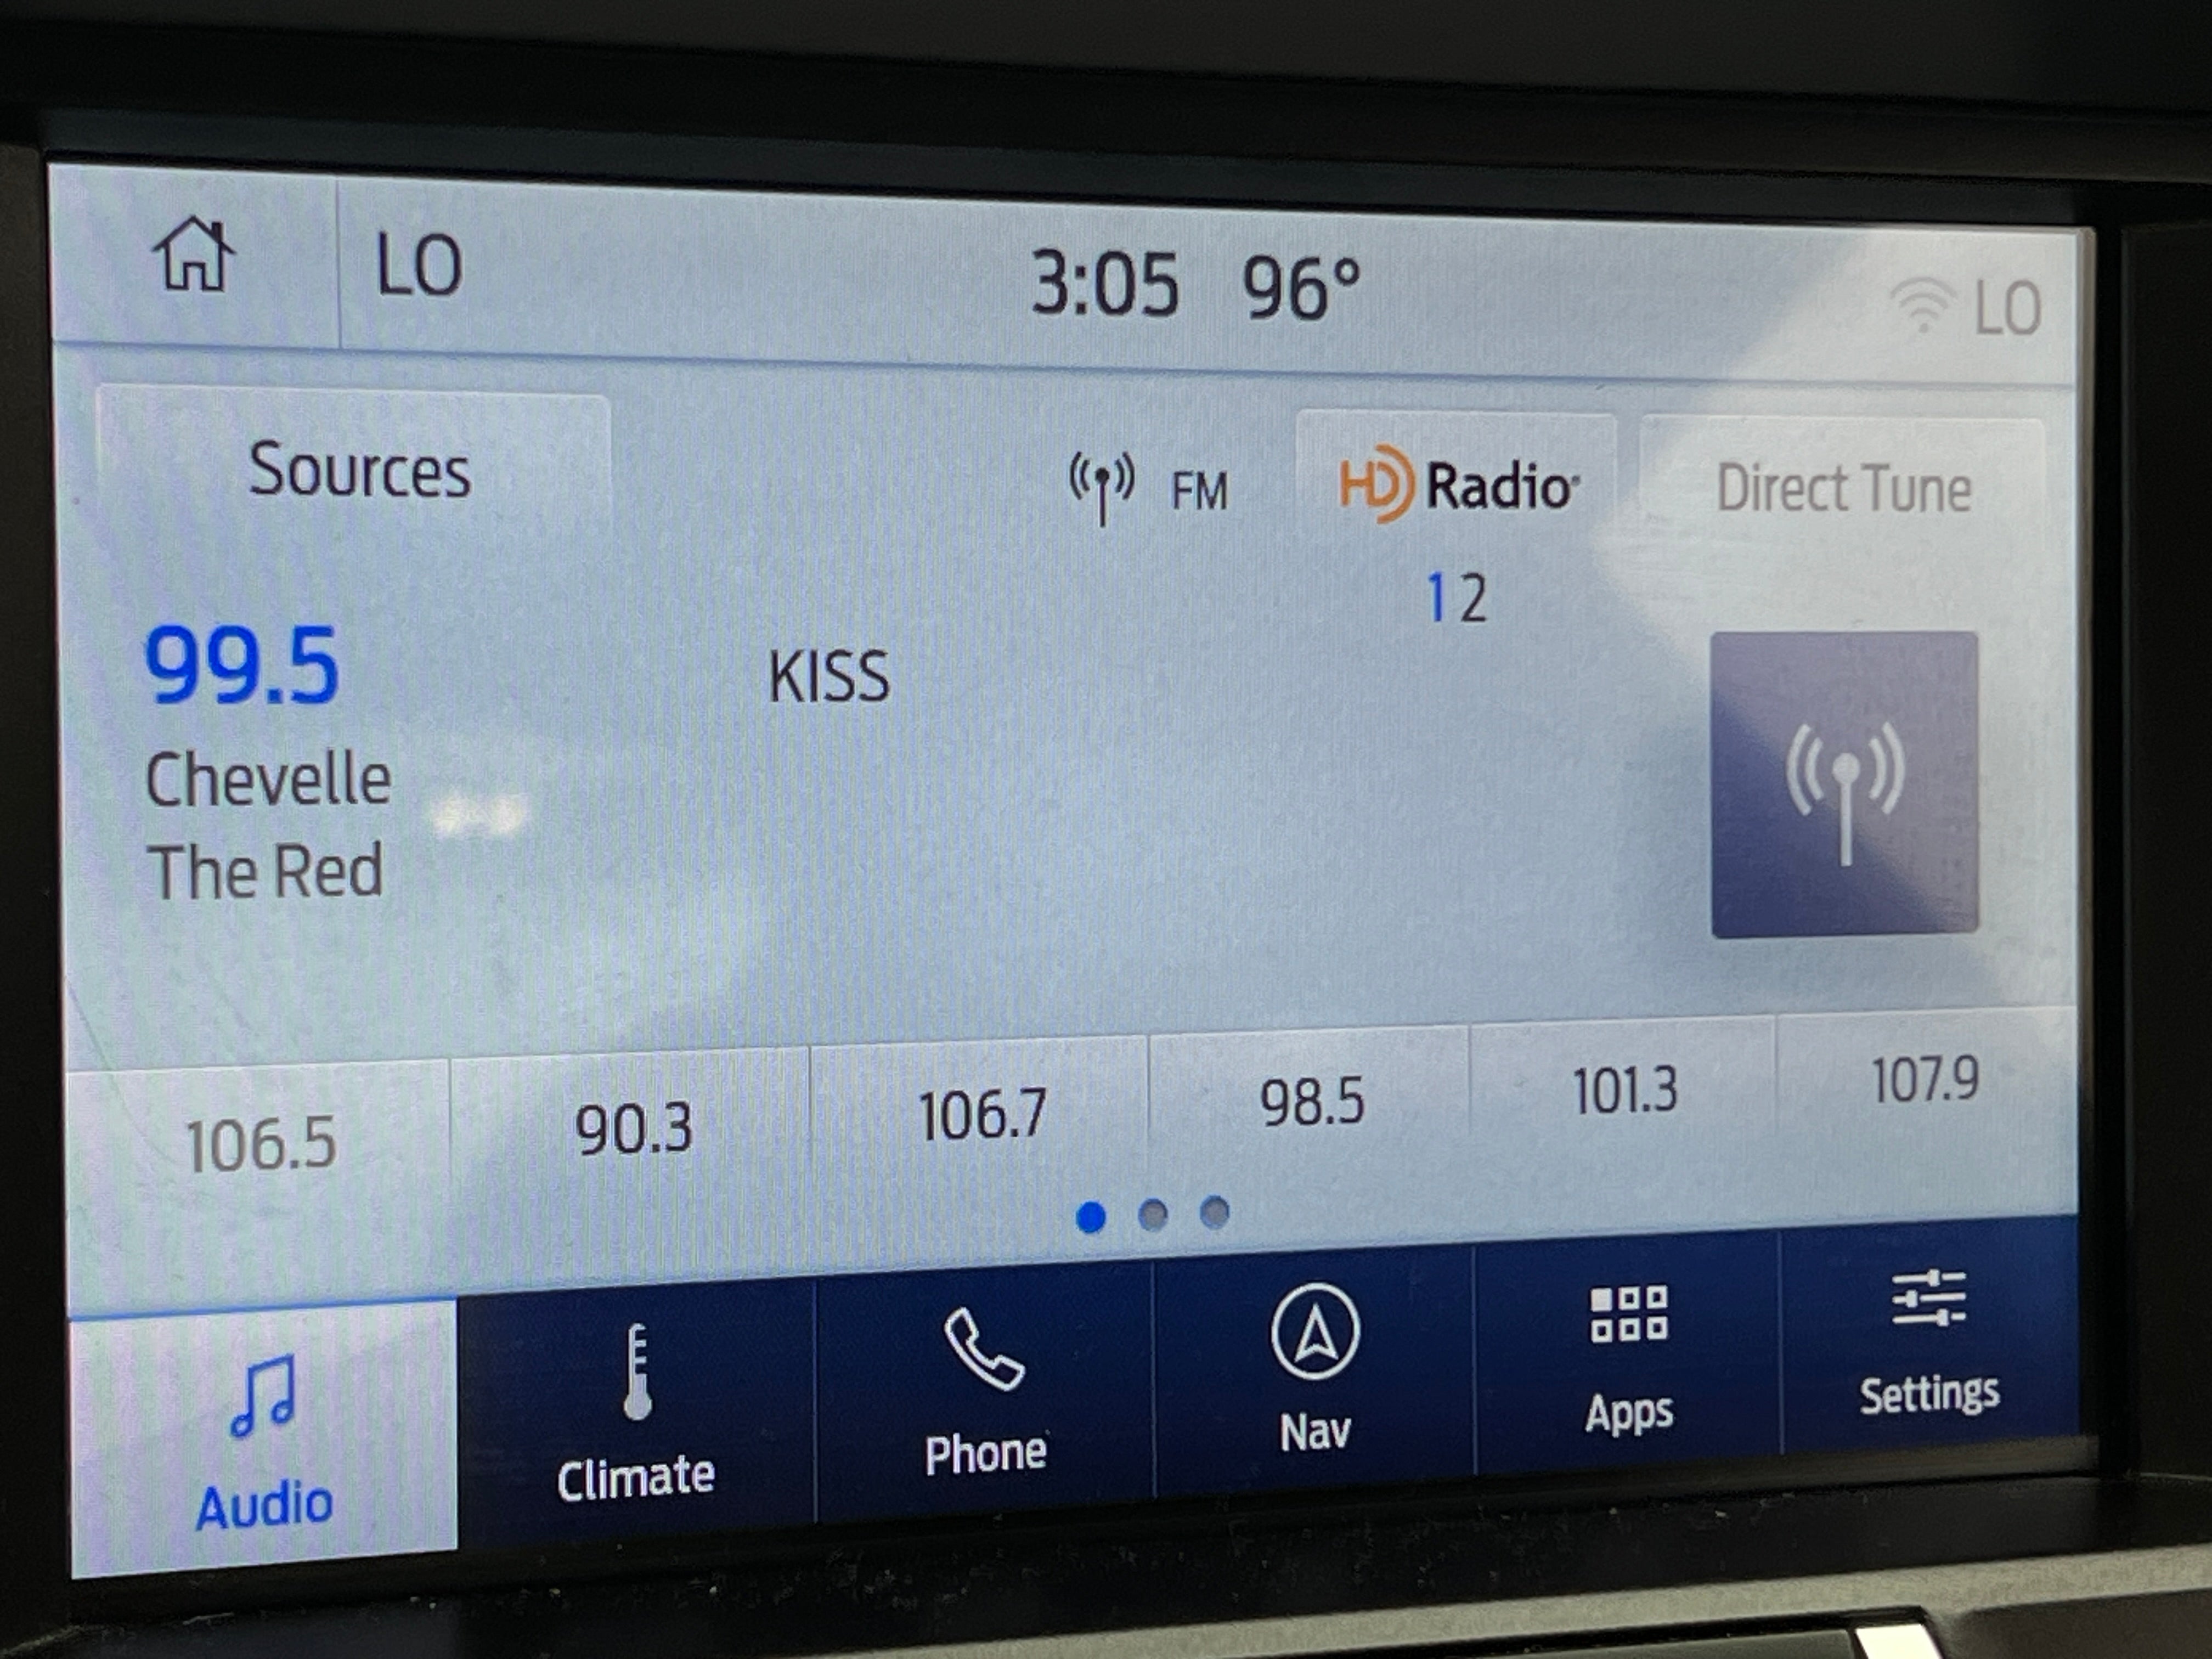 LO 3:05 96° LO
Sources FM HD Radio Direct Tune
1 2
99.5 KISS
Chevelle
The Red
106.5 90.3 106.7 98.5 101.3 107.9
Audio Climate Phone Nav Apps Settings